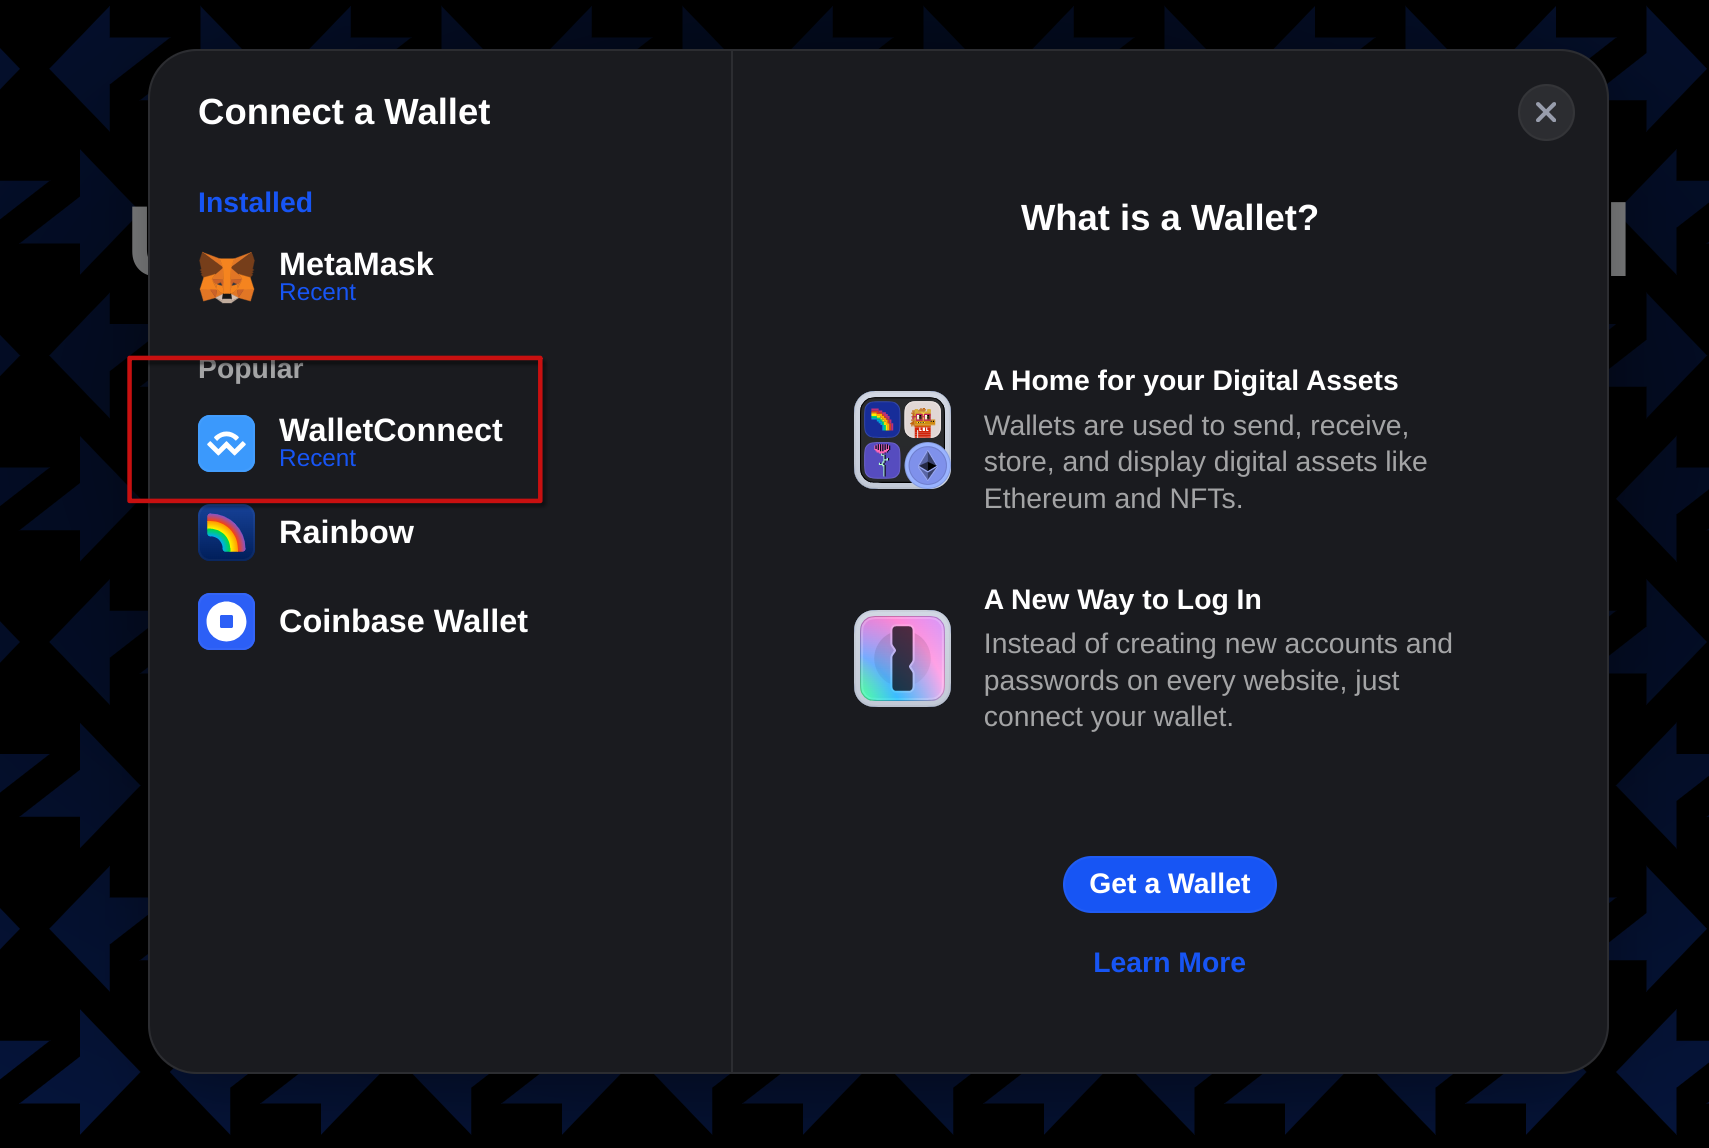 Connect a Wallet
Installed
MetaMask
Recent
Popular
WalletConnect
Recent
Rainbow
Coinbase Wallet
What is a Wallet?
A Home for your Digital Assets
Wallets are used to send, receive,
store, and display digital assets like
Ethereum and NFTs.
A New Way to Log In
Instead of creating new accounts and
passwords on every website, just
connect your wallet.
Get a Wallet
Learn More